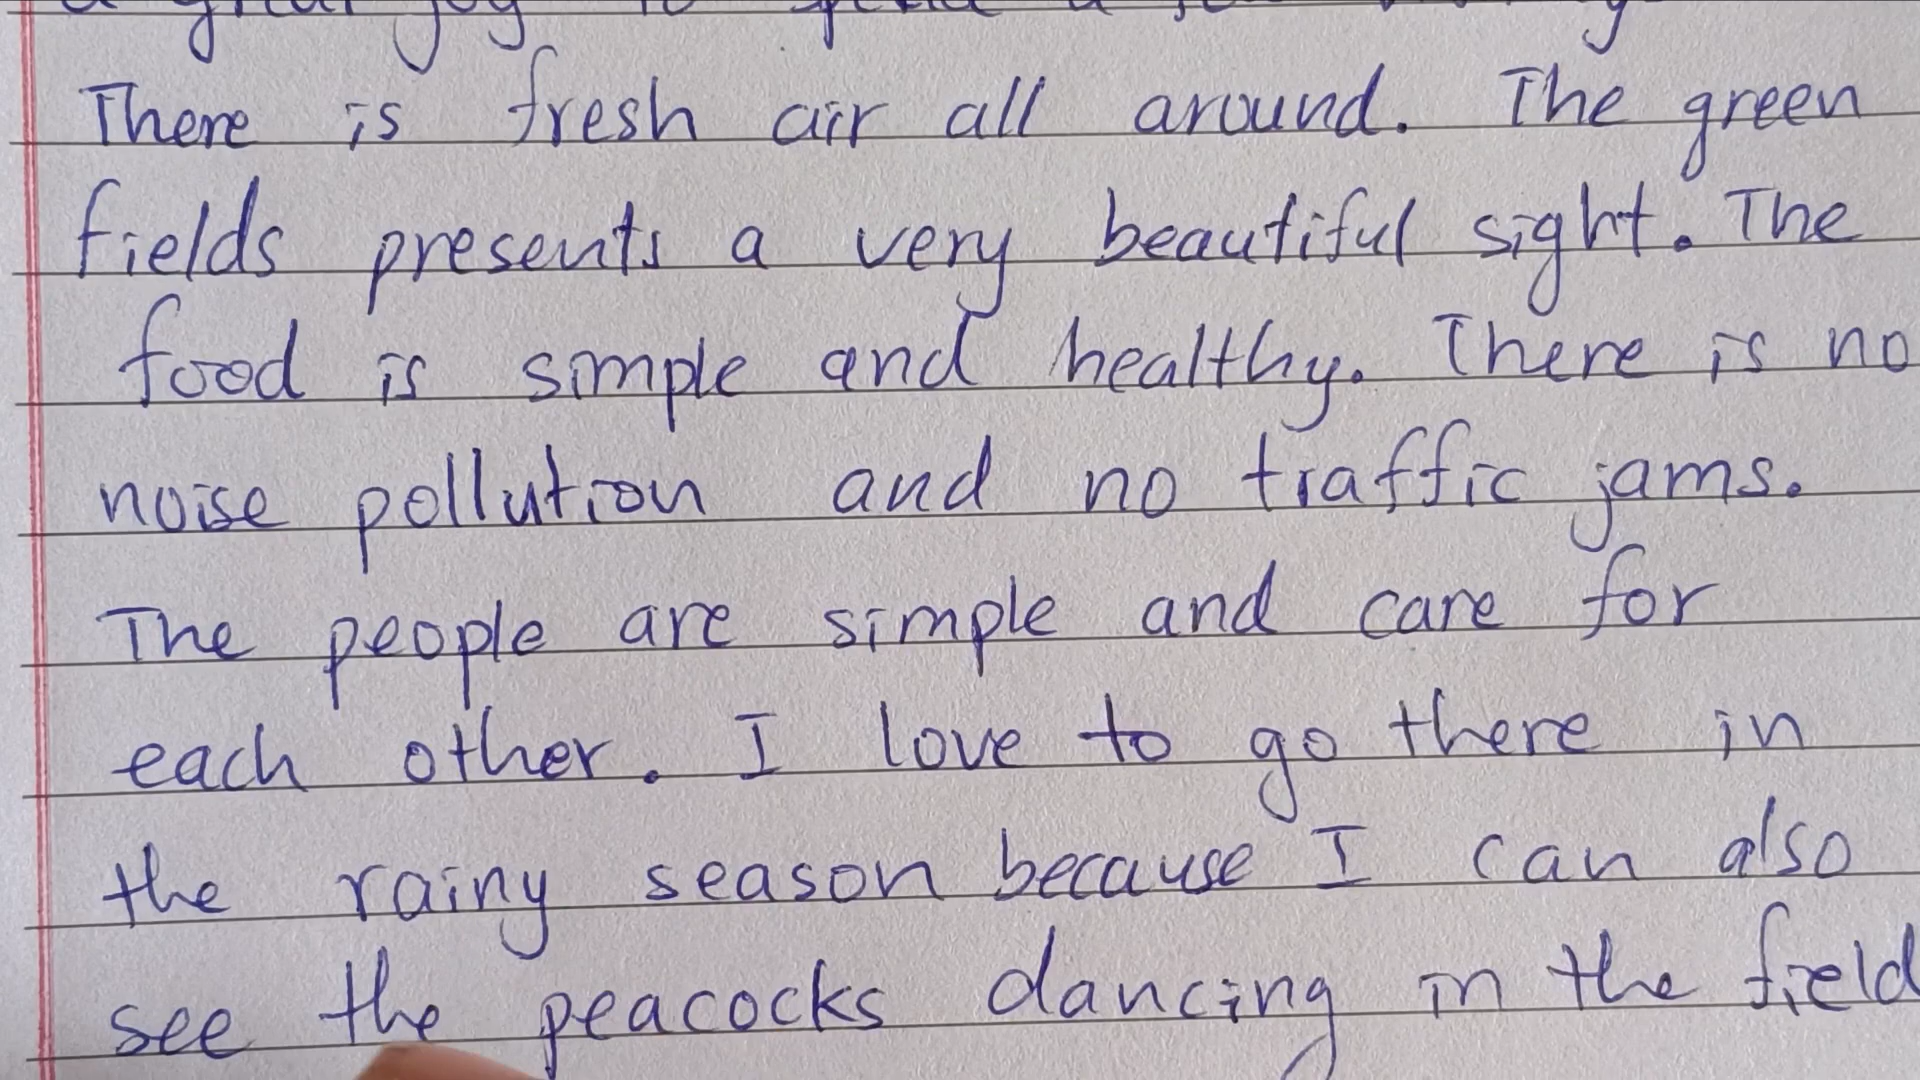 There is fresh air all around. The green
fields presents a very beautiful sight. The
food is simple and healthy. There is no
noise pollution and no traffic jams.
The people are simple and care for
each other. I love to go there in
the rainy season because I can also
see the peacocks dancing in the field